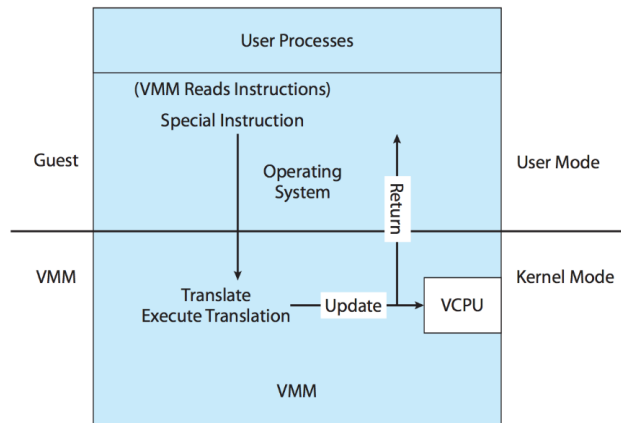 User Processes
(VMM Reads Instructions)
Special Instruction
Guest
Operating
System
User Mode
Return
VMM
Kernel Mode
Translate
Execute Translation
Update
VCPU
VMM